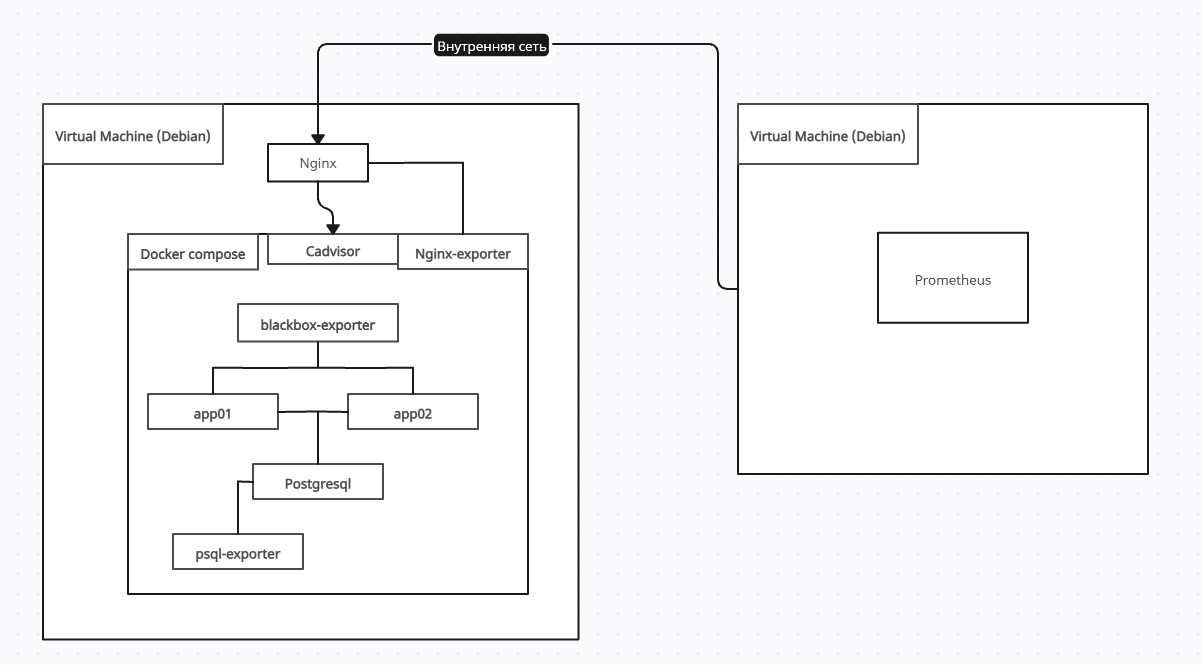 Внутренняя сеть
Virtual Machine (Debian)
Virtual Machine (Debian)
Nginx
Docker compose
Cadvisor
Nginx-exporter
Prometheus
blackbox-exporter
app01
app02
Postgresql
psql-exporter